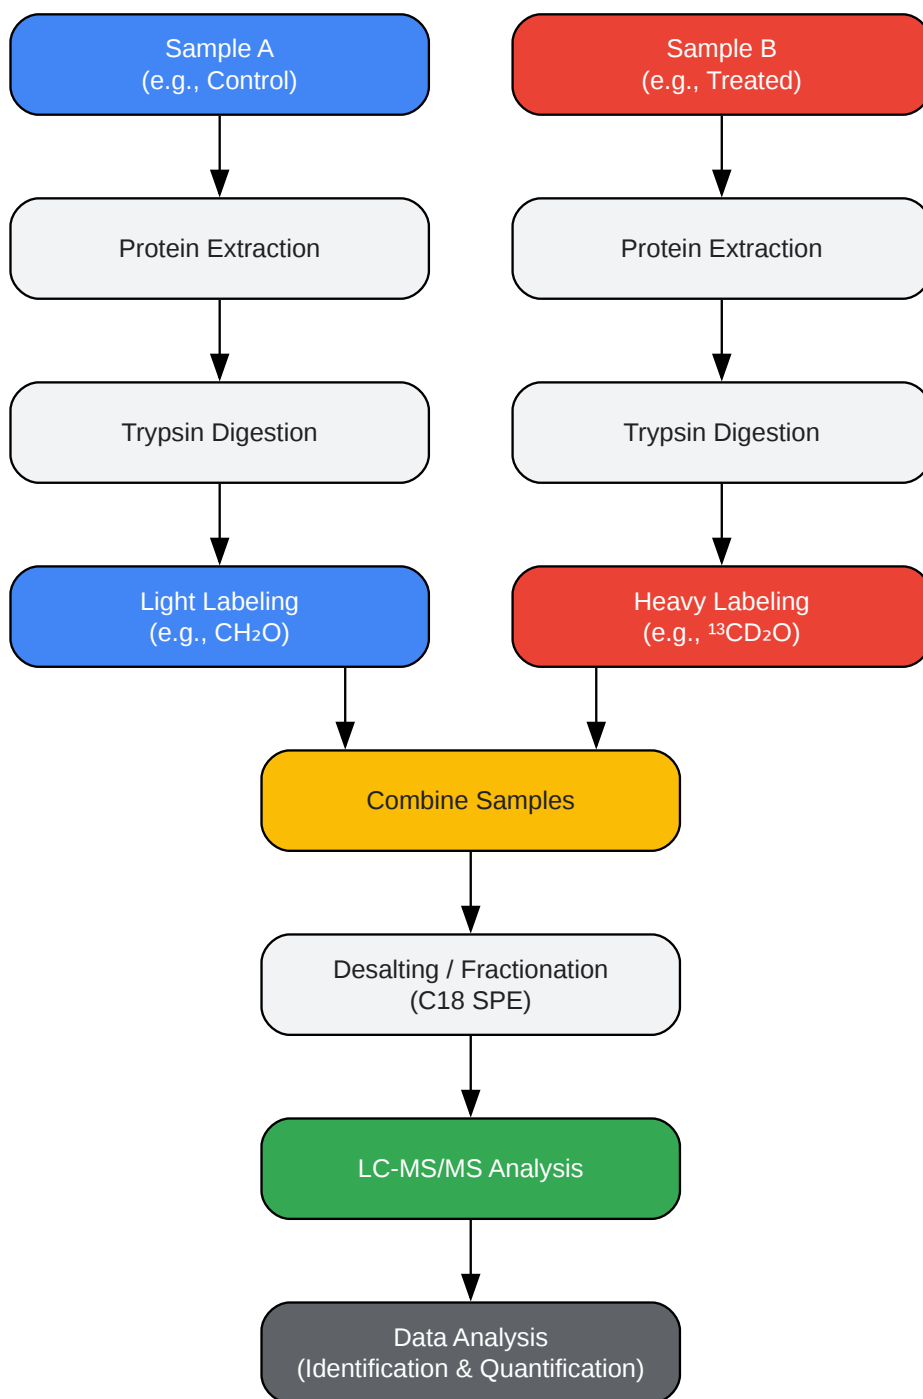 Sample A
(e.g., Control)
Sample B
(e.g., Treated)
Protein Extraction
Protein Extraction
Trypsin Digestion
Trypsin Digestion
Light Labeling
(e.g., CH₂O)
Heavy Labeling
(e.g., ¹³CD₂O)
Combine Samples
Desalting / Fractionation
(C18 SPE)
LC-MS/MS Analysis
Data Analysis
(Identification & Quantification)